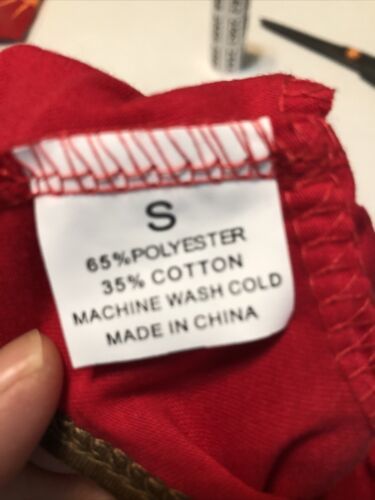 S
65%POLYESTER
35% COTTON
MACHINE WASH COLD
MADE IN CHINA